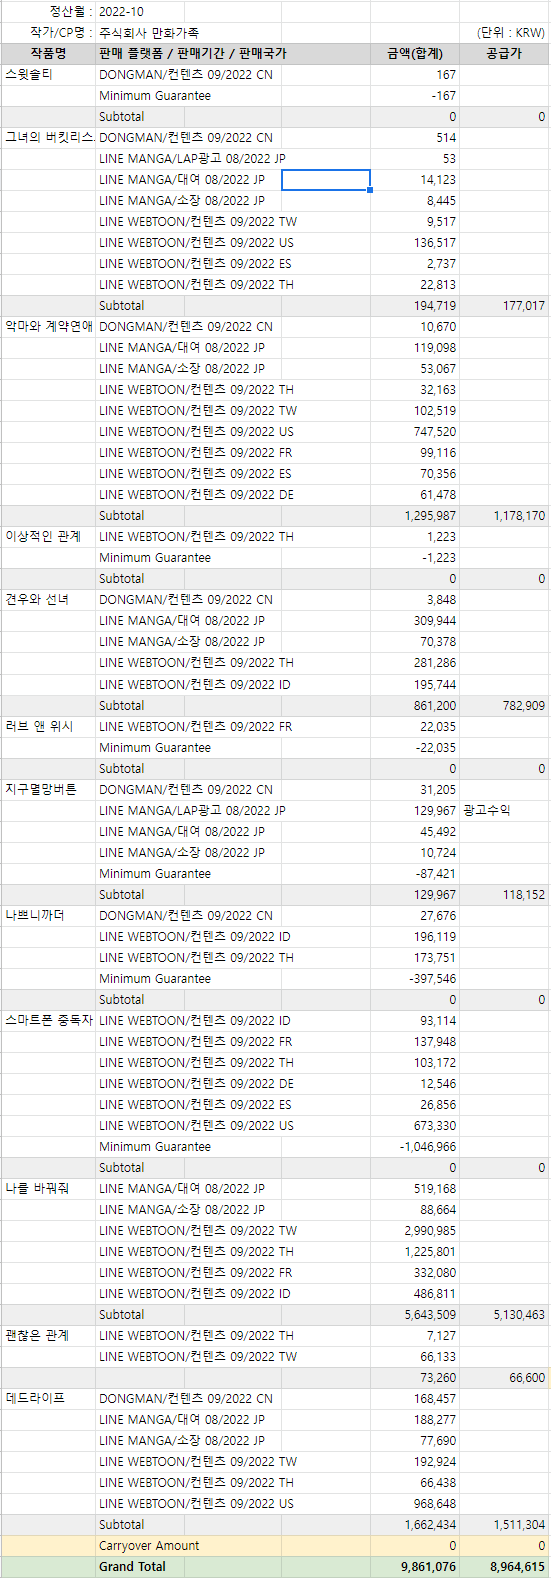 정산월 : 2022-10
작가/CP명 : 주식회사 만화가족 (단위 : KRW)
작품명 판매 플랫폼 / 판매기간 / 판매국가 금액(합계) 공급가
스윗솔티 DONGMAN/컨텐츠 09/2022 CN 167
Minimum Guarantee -167
Subtotal 0 0
그녀의 버킷리스 DONGMAN/컨텐츠 09/2022 CN 514
LINE MANGA/LAP광고 08/2022 JP 53
LINE MANGA/대여 08/2022 JP 14,123
LINE MANGA/소장 08/2022 JP 8,445
LINE WEBTOON/컨텐츠 09/2022 TW 9,517
LINE WEBTOON/컨텐츠 09/2022 US 136,517
LINE WEBTOON/컨텐츠 09/2022 ES 2,737
LINE WEBTOON/컨텐츠 09/2022 TH 22,813
Subtotal 194,719 177,017
악마와 계약연애 DONGMAN/컨텐츠 09/2022 CN 10,670
LINE MANGA/대여 08/2022 JP 119,098
LINE MANGA/소장 08/2022 JP 53,067
LINE WEBTOON/컨텐츠 09/2022 TH 32,163
LINE WEBTOON/컨텐츠 09/2022 TW 102,519
LINE WEBTOON/컨텐츠 09/2022 US 747,520
LINE WEBTOON/컨텐츠 09/2022 FR 99,116
LINE WEBTOON/컨텐츠 09/2022 ES 70,356
LINE WEBTOON/컨텐츠 09/2022 DE 61,478
Subtotal 1,295,987 1,178,170
이상적인 관계 LINE WEBTOON/컨텐츠 09/2022 TH 1,223
Minimum Guarantee -1,223
Subtotal 0 0
견우와 선녀 DONGMAN/컨텐츠 09/2022 CN 3,848
LINE MANGA/대여 08/2022 JP 309,944
LINE MANGA/소장 08/2022 JP 70,378
LINE WEBTOON/컨텐츠 09/2022 TH 281,286
LINE WEBTOON/컨텐츠 09/2022 ID 195,744
Subtotal 861,200 782,909
러브 앤 위시 LINE WEBTOON/컨텐츠 09/2022 FR 22,035
Minimum Guarantee -22,035
Subtotal 0 0
지구멸망버튼 DONGMAN/컨텐츠 09/2022 CN 31,205
LINE MANGA/LAP광고 08/2022 JP 129,967 광고수익
LINE MANGA/대여 08/2022 JP 45,492
LINE MANGA/소장 08/2022 JP 10,724
Minimum Guarantee -87,421
Subtotal 129,967 118,152
나쁘니까더 DONGMAN/컨텐츠 09/2022 CN 27,676
LINE WEBTOON/컨텐츠 09/2022 ID 196,119
LINE WEBTOON/컨텐츠 09/2022 TH 173,751
Minimum Guarantee -397,546
Subtotal 0 0
스마트폰 중독자 LINE WEBTOON/컨텐츠 09/2022 ID 93,114
LINE WEBTOON/컨텐츠 09/2022 FR 137,948
LINE WEBTOON/컨텐츠 09/2022 TH 103,172
LINE WEBTOON/컨텐츠 09/2022 DE 12,546
LINE WEBTOON/컨텐츠 09/2022 ES 26,856
LINE WEBTOON/컨텐츠 09/2022 US 673,330
Minimum Guarantee -1,046,966
Subtotal 0 0
나를 바꿔줘 LINE MANGA/대여 08/2022 JP 519,168
LINE MANGA/소장 08/2022 JP 88,664
LINE WEBTOON/컨텐츠 09/2022 TW 2,990,985
LINE WEBTOON/컨텐츠 09/2022 TH 1,225,801
LINE WEBTOON/컨텐츠 09/2022 FR 332,080
LINE WEBTOON/컨텐츠 09/2022 ID 486,811
Subtotal 5,643,509 5,130,463
괜찮은 관계 LINE WEBTOON/컨텐츠 09/2022 TH 7,127
LINE WEBTOON/컨텐츠 09/2022 TW 66,133
73,260 66,600
데드라이프 DONGMAN/컨텐츠 09/2022 CN 168,457
LINE MANGA/대여 08/2022 JP 188,277
LINE MANGA/소장 08/2022 JP 77,690
LINE WEBTOON/컨텐츠 09/2022 TW 192,924
LINE WEBTOON/컨텐츠 09/2022 TH 66,438
LINE WEBTOON/컨텐츠 09/2022 US 968,648
Subtotal 1,662,434 1,511,304
Carryover Amount 0 0
Grand Total 9,861,076 8,964,615